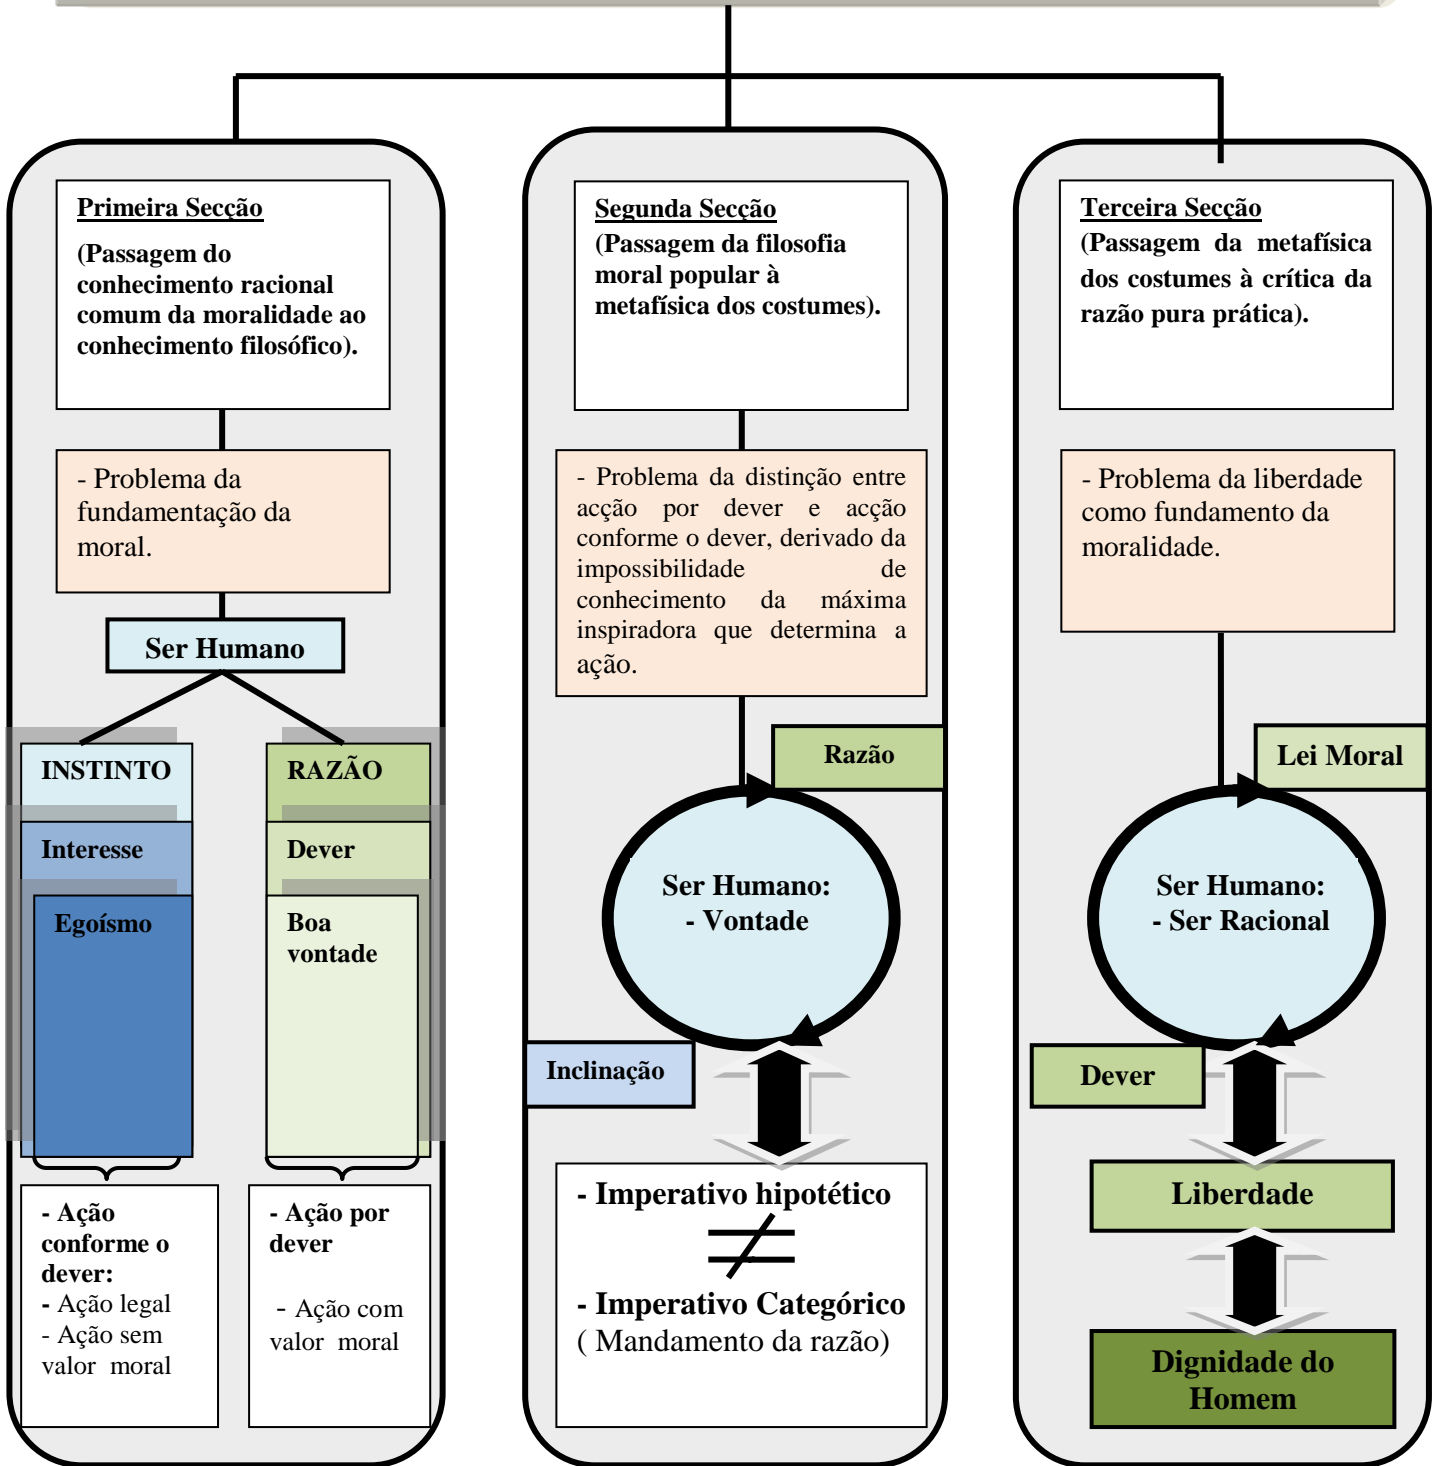 Primeira Secção
(Passagem do
conhecimento racional
comum da moralidade ao
conhecimento filosófico).
- Problema da
fundamentação da
moral.
Ser Humano
INSTINTO
Interesse
Egoísmo
RAZÃO
Dever
Boa
vontade
- Ação
conforme o
dever:
- Ação legal
- Ação sem
valor moral
- Ação por
dever
- Ação com
valor moral
Segunda Secção
(Passagem da filosofia
moral popular à
metafísica dos costumes).
- Problema da distinção entre
acção por dever e acção
conforme o dever, derivado da
impossibilidade de
conhecimento da máxima
inspiradora que determina a
ação.
Razão
Ser Humano:
- Vontade
Inclinação
- Imperativo hipotético
≠
- Imperativo Categórico
( Mandamento da razão)
Terceira Secção
(Passagem da metafísica
dos costumes à crítica da
razão pura prática).
- Problema da liberdade
como fundamento da
moralidade.
Lei Moral
Ser Humano:
- Ser Racional
Dever
Liberdade
Dignidade do
Homem